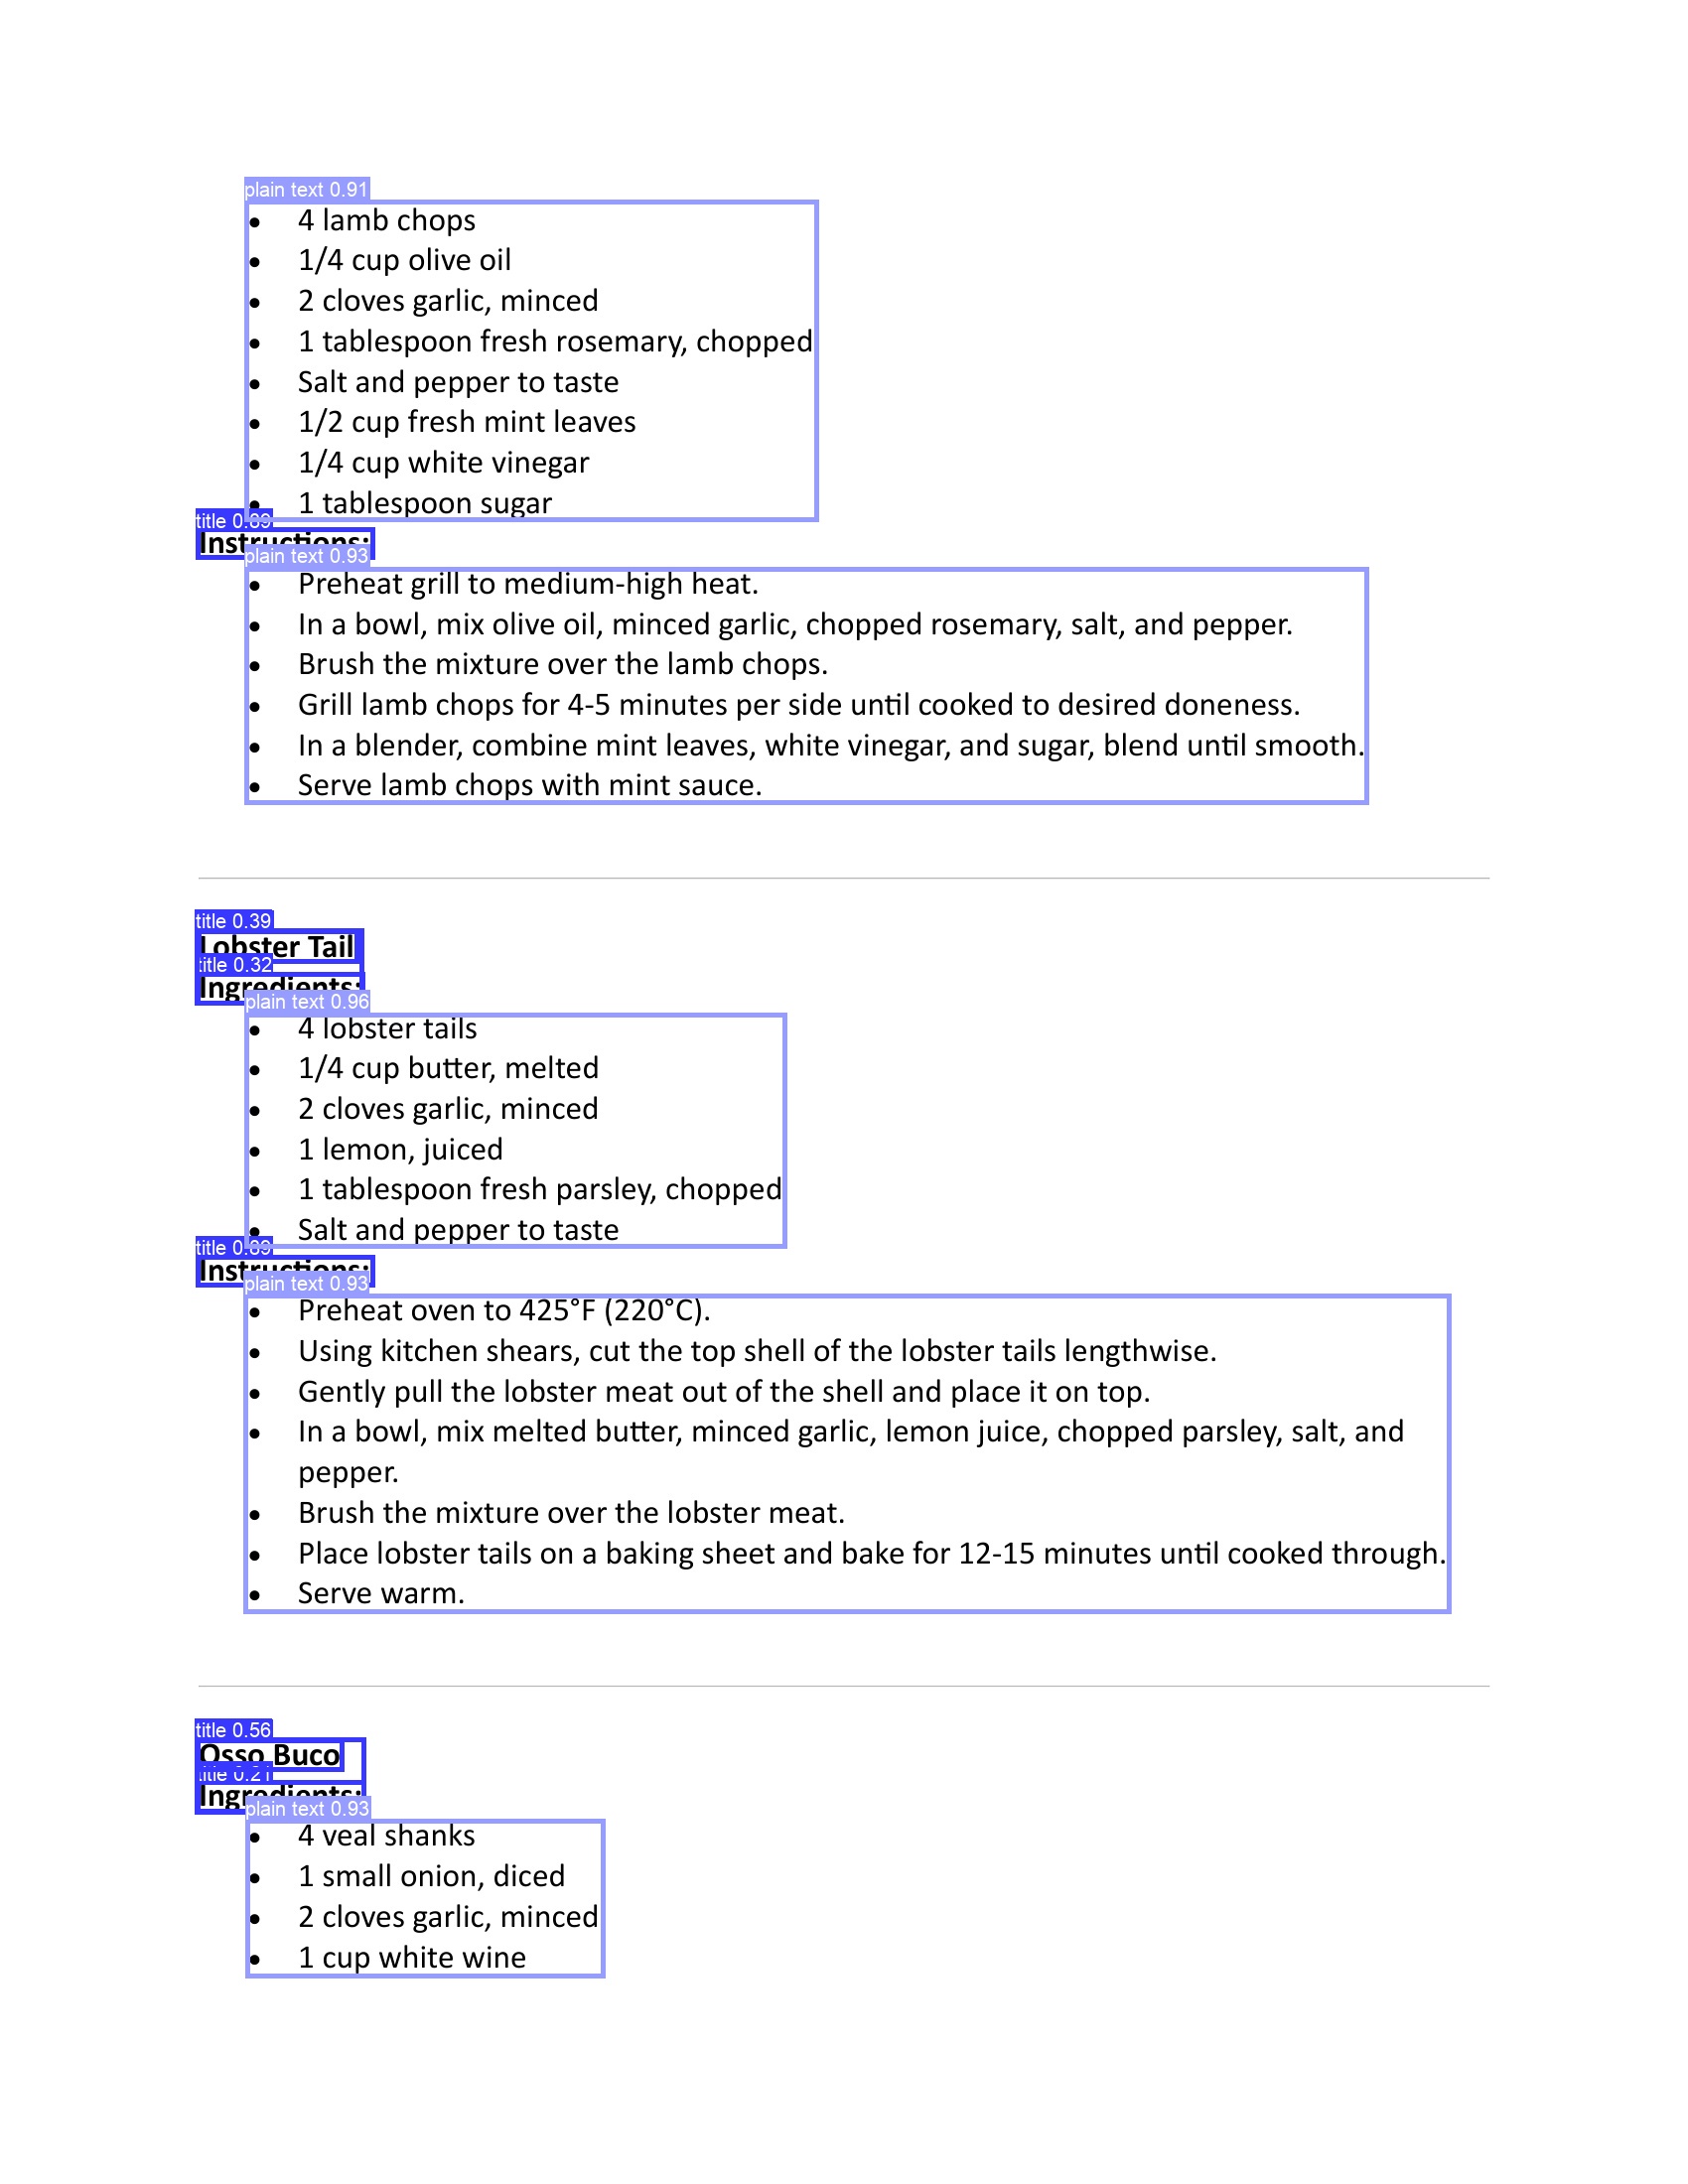 plain text 0.91
• 4 lamb chops
• 1/4 cup olive oil
• 2 cloves garlic, minced
• 1 tablespoon fresh rosemary, chopped
• Salt and pepper to taste
• 1/2 cup fresh mint leaves
• 1/4 cup white vinegar
• 1 tablespoon sugar
title 0.89
Instructions:
plain text 0.93
• Preheat grill to medium-high heat.
• In a bowl, mix olive oil, minced garlic, chopped rosemary, salt, and pepper.
• Brush the mixture over the lamb chops.
• Grill lamb chops for 4-5 minutes per side until cooked to desired doneness.
• In a blender, combine mint leaves, white vinegar, and sugar, blend until smooth.
• Serve lamb chops with mint sauce.
title 0.39
Lobster Tail
title 0.32
Ingredients:
plain text 0.96
• 4 lobster tails
• 1/4 cup butter, melted
• 2 cloves garlic, minced
• 1 lemon, juiced
• 1 tablespoon fresh parsley, chopped
• Salt and pepper to taste
title 0.89
Instructions:
plain text 0.93
• Preheat oven to 425°F (220°C).
• Using kitchen shears, cut the top shell of the lobster tails lengthwise.
• Gently pull the lobster meat out of the shell and place it on top.
• In a bowl, mix melted butter, minced garlic, lemon juice, chopped parsley, salt, and
pepper.
• Brush the mixture over the lobster meat.
• Place lobster tails on a baking sheet and bake for 12-15 minutes until cooked through.
• Serve warm.
title 0.56
Osso Buco
title 0.21
Ingredients:
plain text 0.93
• 4 veal shanks
• 1 small onion, diced
• 2 cloves garlic, minced
• 1 cup white wine